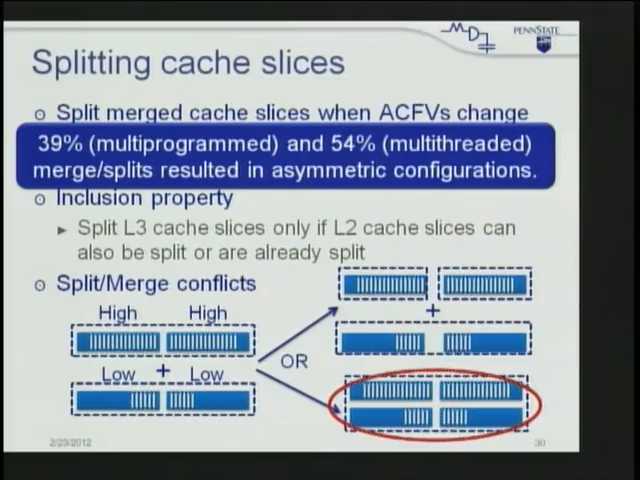 PENNSTATE
Splitting cache slices
Split merged cache slices when ACFVs change
39% (multiprogrammed) and 54% (multithreaded)
merge/splits resulted in asymmetric configurations.
Inclusion property
Split L3 cache slices only if L2 cache slices can
also be split or are already split
Split/Merge conflicts
High High
+
OR
Low + Low
2/23/2012
30